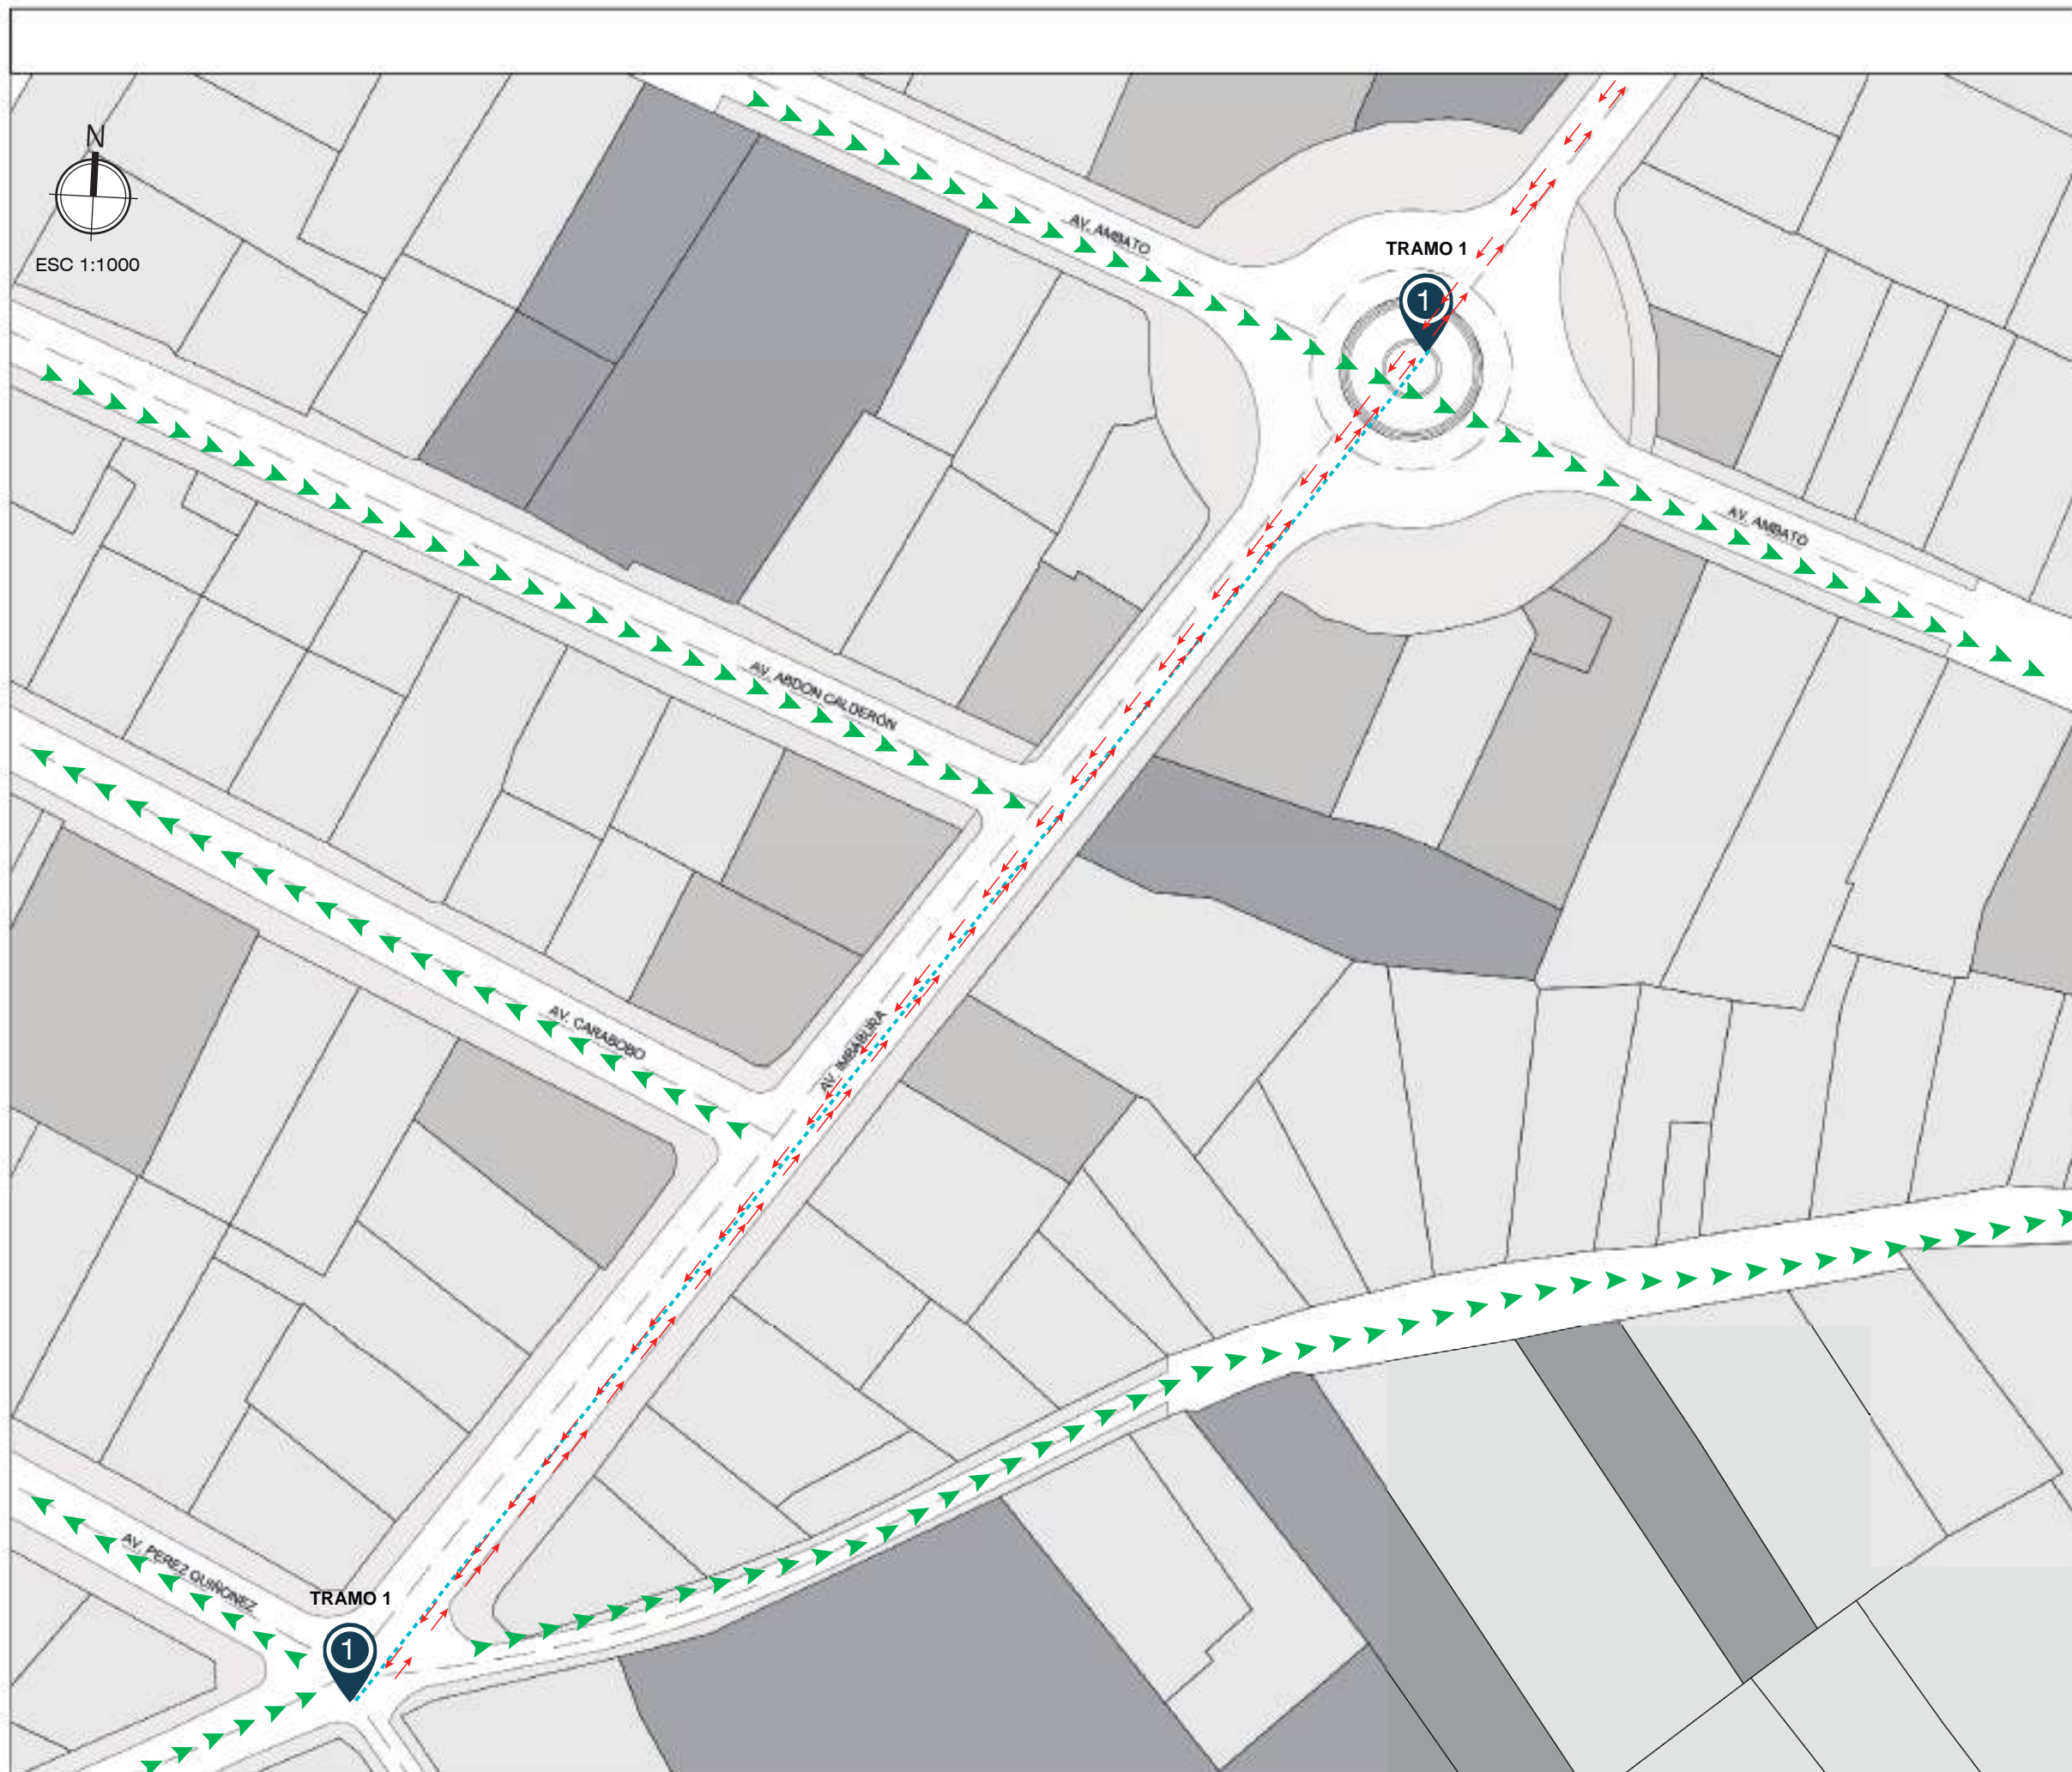 N
ESC 1:1000
AV. AMBATO
TRAMO 1
1
AV. AMBATO
AV. ABDON CALDERÓN
AV. CARABOBO
AV. IMBABURA
AV. PEREZ QUIÑONEZ
TRAMO 1
1